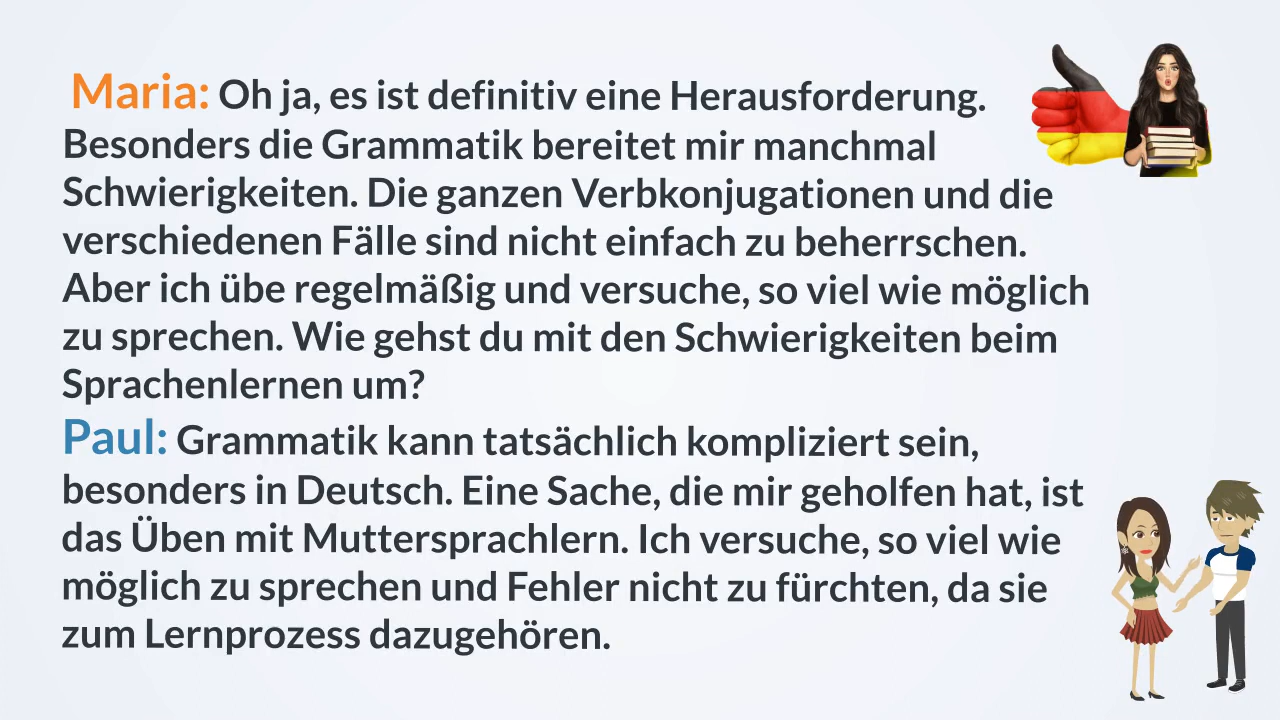 Maria: Oh ja, es ist definitiv eine Herausforderung.
Besonders die Grammatik bereitet mir manchmal
Schwierigkeiten. Die ganzen Verbkonjugationen und die
verschiedenen Fälle sind nicht einfach zu beherrschen.
Aber ich übe regelmäßig und versuche, so viel wie möglich
zu sprechen. Wie gehst du mit den Schwierigkeiten beim
Sprachenlernen um?
Paul: Grammatik kann tatsächlich kompliziert sein,
besonders in Deutsch. Eine Sache, die mir geholfen hat, ist
das Üben mit Muttersprachlern. Ich versuche, so viel wie
möglich zu sprechen und Fehler nicht zu fürchten, da sie
zum Lernprozess dazugehören.